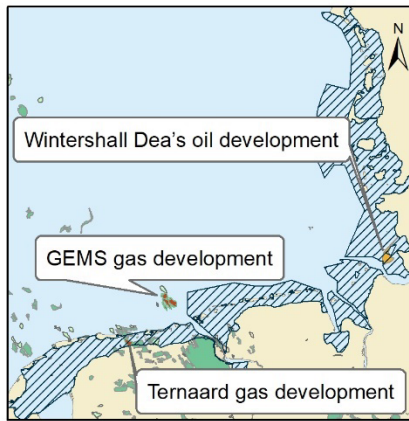 N
Wintershall Dea's oil development
GEMS gas development
Ternaard gas development